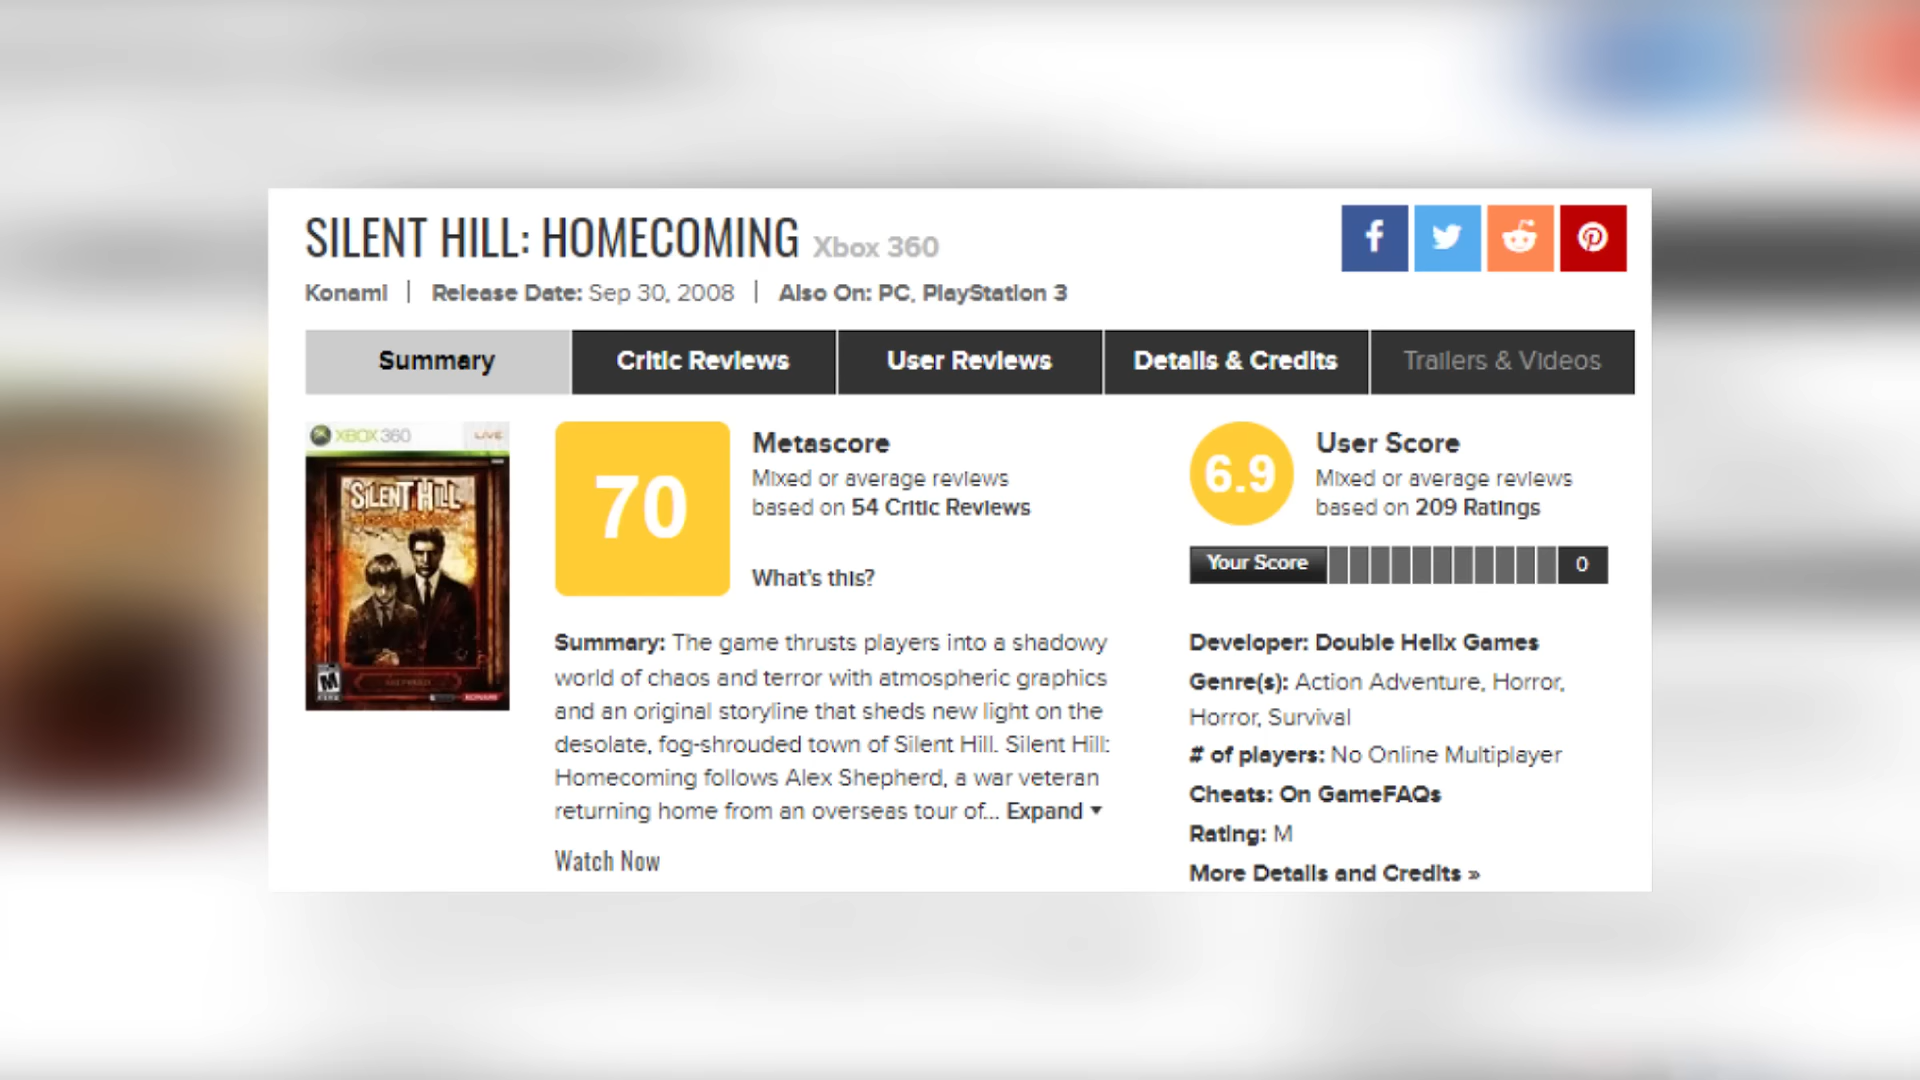 SILENT HILL: HOMECOMING Xbox 360
Konami | Release Date: Sep 30, 2008 | Also On: PC, PlayStation 3
Summary Critic Reviews User Reviews Details & Credits Trailers & Videos
XBOX 360 LIVE
SILENT HILL
M
KONAMI
70
Metascore
Mixed or average reviews
based on 54 Critic Reviews
What's this?
6.9
User Score
Mixed or average reviews
based on 209 Ratings
Your Score 0
Summary: The game thrusts players into a shadowy
world of chaos and terror with atmospheric graphics
and an original storyline that sheds new light on the
desolate, fog-shrouded town of Silent Hill. Silent Hill:
Homecoming follows Alex Shepherd, a war veteran
returning home from an overseas tour of... Expand
Watch Now
Developer: Double Helix Games
Genre(s): Action Adventure, Horror,
Horror, Survival
# of players: No Online Multiplayer
Cheats: On GameFAQs
Rating: M
More Details and Credits »